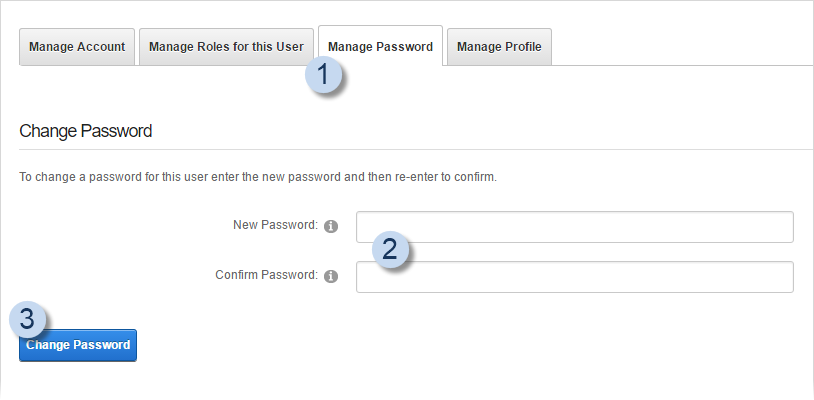 Manage Account Manage Roles for this User Manage Password Manage Profile
1
Change Password
To change a password for this user enter the new password and then re-enter to confirm.
New Password:
2
Confirm Password:
3
Change Password